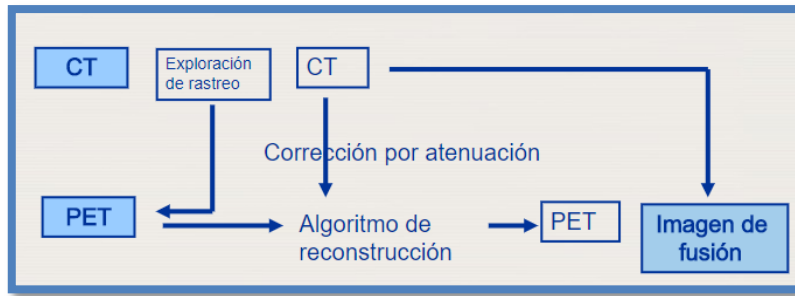 CT
Exploración
de rastreo
CT
Corrección por atenuación
PET
Algoritmo de
reconstrucción
PET
Imagen de
fusión